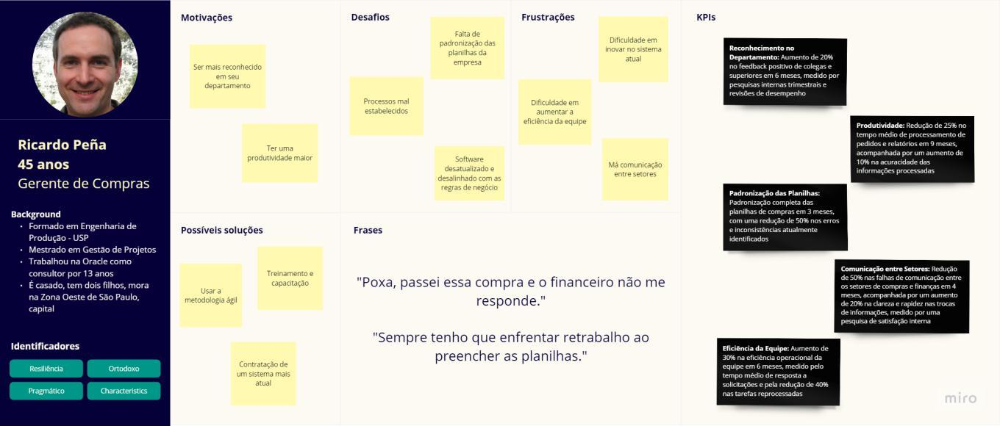 Ricardo Peña
45 anos
Gerente de Compras
Background
• Formado em Engenharia de
Produção - USP
• Mestrado em Gestão de Projetos
• Trabalhou na Oracle como
consultor por 13 anos
• É casado, tem dois filhos, mora
na Zona Oeste de São Paulo,
capital
Identificadores
Resiliência
Ortodoxo
Pragmático
Characteristics
Motivações
Ser mais reconhecido
em seu
departamento
Ter uma
produtividade maior
Desafios
Falta de
padronização das
planilhas da
empresa
Processos mal
estabelecidos
Software
desatualizado e
desalinhado com as
regras de negócio
Frustrações
Dificuldade em
inovar no sistema
atual
Dificuldade em
aumentar a
eficiência da equipe
Má comunicação
entre setores
Possíveis soluções
Treinamento e
capacitação
Usar a
metodologia ágil
Contratação de
um sistema mais
atual
Frases
"Poxa, passei essa compra e o financeiro não me
responde."
"Sempre tenho que enfrentar retrabalho ao
preencher as planilhas."
KPIs
Reconhecimento no
Departamento: Aumento de 20%
no feedback positivo de colegas e
superiores em 6 meses, medido por
pesquisas internas trimestrais e
revisões de desempenho
Produtividade: Redução de 25% no
tempo médio de processamento de
pedidos e relatórios em 9 meses,
acompanhada por um aumento de
10% na acuracidade das
informações processadas
Padronização das Planilhas:
Padronização completa das
planilhas de compras em 3 meses,
com uma redução de 50% nos erros
e inconsistências atualmente
identificados
Comunicação entre Setores: Redução
de 50% nas falhas de comunicação entre
os setores de compras e finanças em 4
meses, acompanhada por um aumento
de 20% na clareza e rapidez nas trocas
de informações, medido por uma
pesquisa de satisfação interna
Eficiência da Equipe: Aumento de
30% na eficiência operacional da
equipe em 6 meses, medido pelo
tempo médio de resposta a
solicitações e pela redução de 40%
nas tarefas reprocessadas
miro